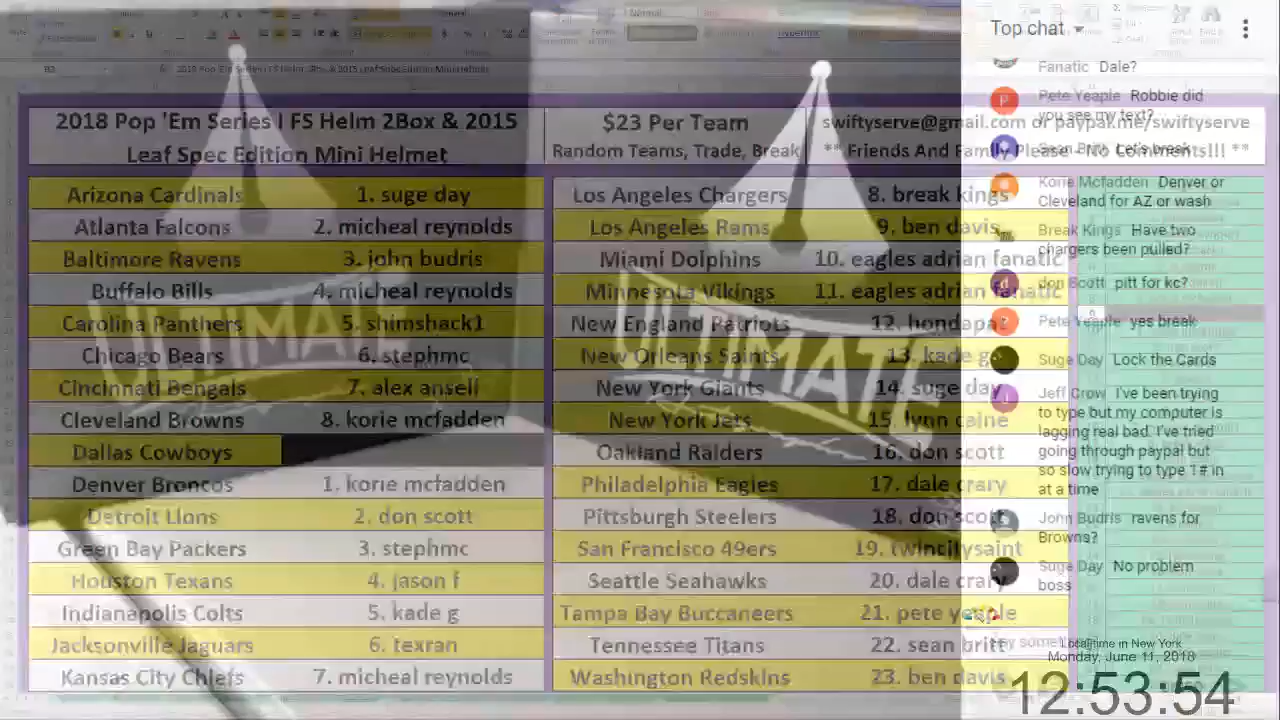 Top chat
2018 Pop 'Em Series I FS Helm 2Box & 2015
Leaf Spec Edition Mini Helmet
$23 Per Team
Random Teams, Trade, Break
swiftyserve@gmail.com or paypal.me/swiftyserve
** Friends And Family Please - No Comments!!! **
Arizona Cardinals 1. suge day
Atlanta Falcons 2. micheal reynolds
Baltimore Ravens 3. john budris
Buffalo Bills 4. micheal reynolds
Carolina Panthers 5. shimshack1
Chicago Bears 6. stephmc
Cincinnati Bengals 7. alex ansell
Cleveland Browns 8. korie mcfadden
Dallas Cowboys
Denver Broncos 1. korie mcfadden
Detroit Lions 2. don scott
Green Bay Packers 3. stephmc
Houston Texans 4. jason f
Indianapolis Colts 5. kade g
Jacksonville Jaguars 6. texran
Kansas City Chiefs 7. micheal reynolds
Los Angeles Chargers 8. break kings
Los Angeles Rams 9. ben davis
Miami Dolphins 10. eagles adrian fanatic
Minnesota Vikings 11. eagles adrian fanatic
New England Patriots 12. hondapaz
New Orleans Saints 13. kade g
New York Giants 14. suge day
New York Jets 15. lynn caine
Oakland Raiders 16. don scott
Philadelphia Eagles 17. dale crary
Pittsburgh Steelers 18. don scott
San Francisco 49ers 19. twincitysaint
Seattle Seahawks 20. dale crary
Tampa Bay Buccaneers 21. pete yeaple
Tennessee Titans 22. sean britt
Washington Redskins 23. ben davis
ULTIMATE
ULTIMATE
Fanatic Dale?
Pete Yeaple Robbie did
you see my text?
Sean Britt Let's break
Korie Mcfadden Denver or
Cleveland for AZ or wash
Break Kings Have two
chargers been pulled?
don Scott pitt for kc?
Pete Yeaple yes break
Suge Day Lock the Cards
Jeff Crow I've been trying
to type but my computer is
lagging real bad. I've tried
going through paypal but
so slow trying to type 1# in
at a time
John Budris ravens for
Browns?
Suge Day No problem
boss
Local time in New York
Monday, June 11, 2018
12:53:54